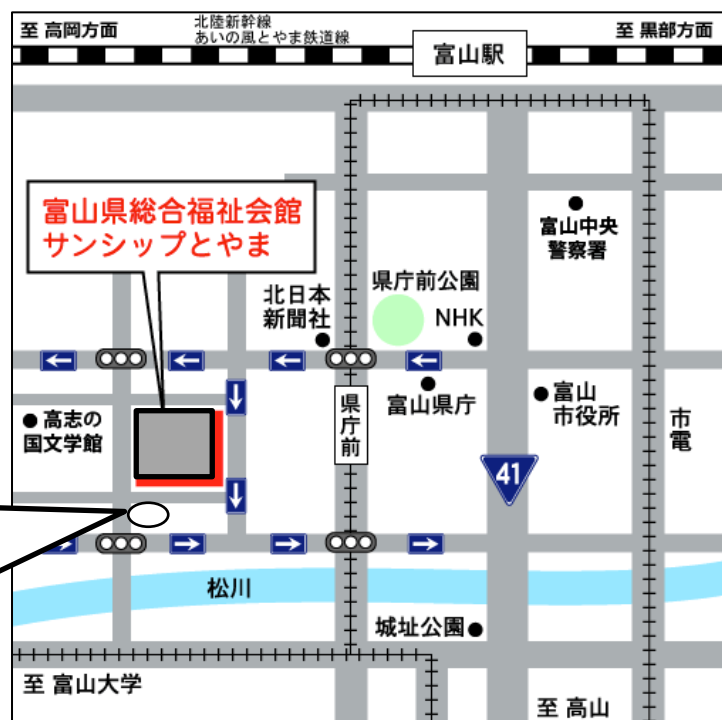 至 高岡方面
北陸新幹線
あいの風とやま鉄道線
富山駅
至 黒部方面
富山県総合福祉会館
サンシップとやま
富山中央
警察署
県庁前公園
北日本
新聞社
NHK
富山県庁
富山
市役所
県庁前
市電
高志の
国文学館
41
松川
城址公園
至 富山大学
至 高山